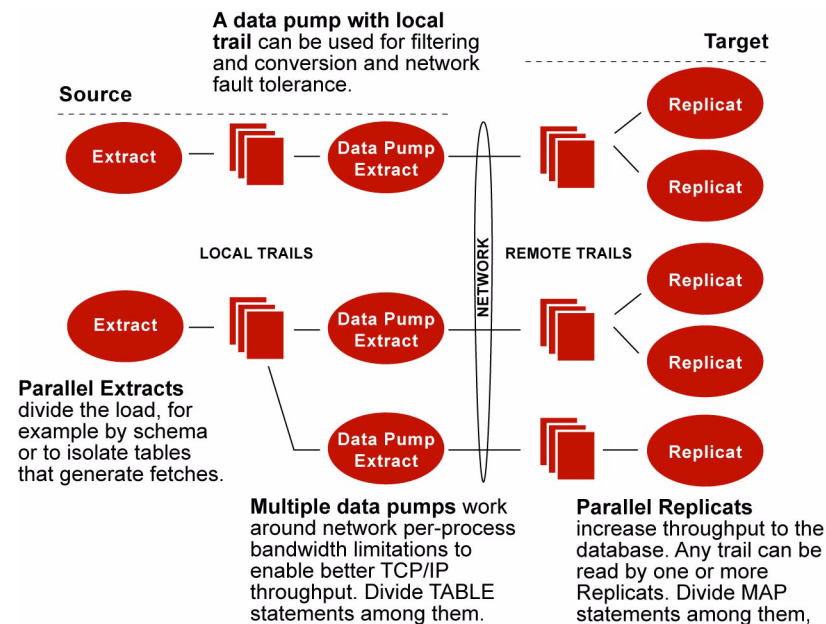 A data pump with local
trail can be used for filtering
and conversion and network
fault tolerance.
Target
Source
Replicat
Extract
Data Pump
Extract
Replicat
LOCAL TRAILS
NETWORK
REMOTE TRAILS
Replicat
Extract
Data Pump
Extract
Replicat
Parallel Extracts
divide the load, for
example by schema
or to isolate tables
that generate fetches.
Data Pump
Extract
Replicat
Multiple data pumps work
around network per-process
bandwidth limitations to
enable better TCP/IP
throughput. Divide TABLE
statements among them.
Parallel Replicats
increase throughput to the
database. Any trail can be
read by one or more
Replicats. Divide MAP
statements among them,